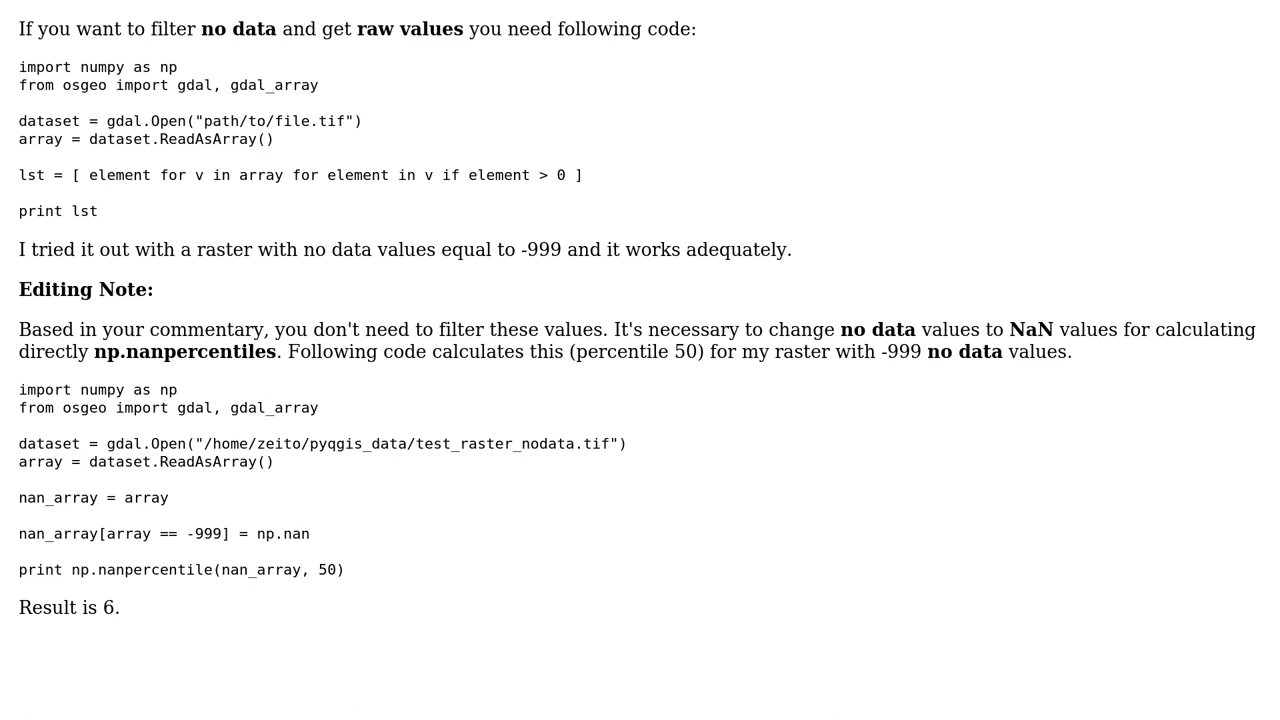 If you want to filter no data and get raw values you need following code:
import numpy as np
from osgeo import gdal, gdal_array
dataset = gdal.Open("path/to/file.tif")
array = dataset.ReadAsArray()
lst = [ element for v in array for element in v if element > 0 ]
print lst
I tried it out with a raster with no data values equal to -999 and it works adequately.
Editing Note:
Based in your commentary, you don't need to filter these values. It's necessary to change no data values to NaN values for calculating
directly np.nanpercentiles. Following code calculates this (percentile 50) for my raster with -999 no data values.
import numpy as np
from osgeo import gdal, gdal_array
dataset = gdal.Open("/home/zeito/pyqgis_data/test_raster_nodata.tif")
array = dataset.ReadAsArray()
nan_array = array
nan_array[array == -999] = np.nan
print np.nanpercentile(nan_array, 50)
Result is 6.